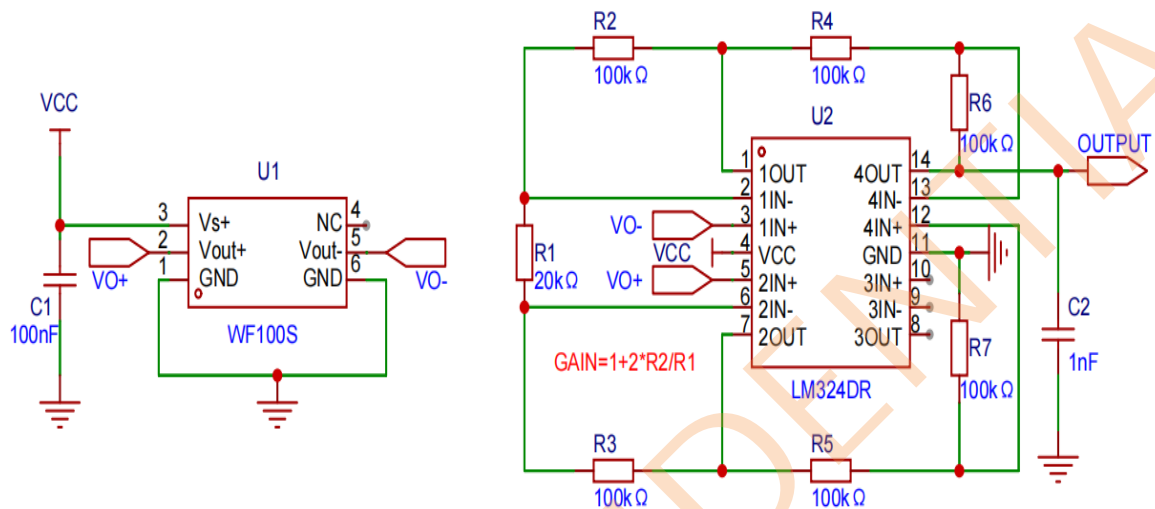 VCC
U1
3 Vs+ NC 4
2 Vout+ Vout- 5
1 GND GND 6
VO+
VO-
C1
100nF
WF100S
R2
100kΩ
R4
100kΩ
R6
100kΩ
U2
OUTPUT
1 1OUT 4OUT 14
2 1IN- 4IN- 13
VO- 3 1IN+ 4IN+ 12
VCC 4 VCC GND 11
VO+ 5 2IN+ 3IN+ 10
6 2IN- 3IN- 9
7 2OUT 3OUT 8
R1
20kΩ
C2
1nF
R7
100kΩ
GAIN=1+2*R2/R1
LM324DR
R3
100kΩ
R5
100kΩ
DENTIA